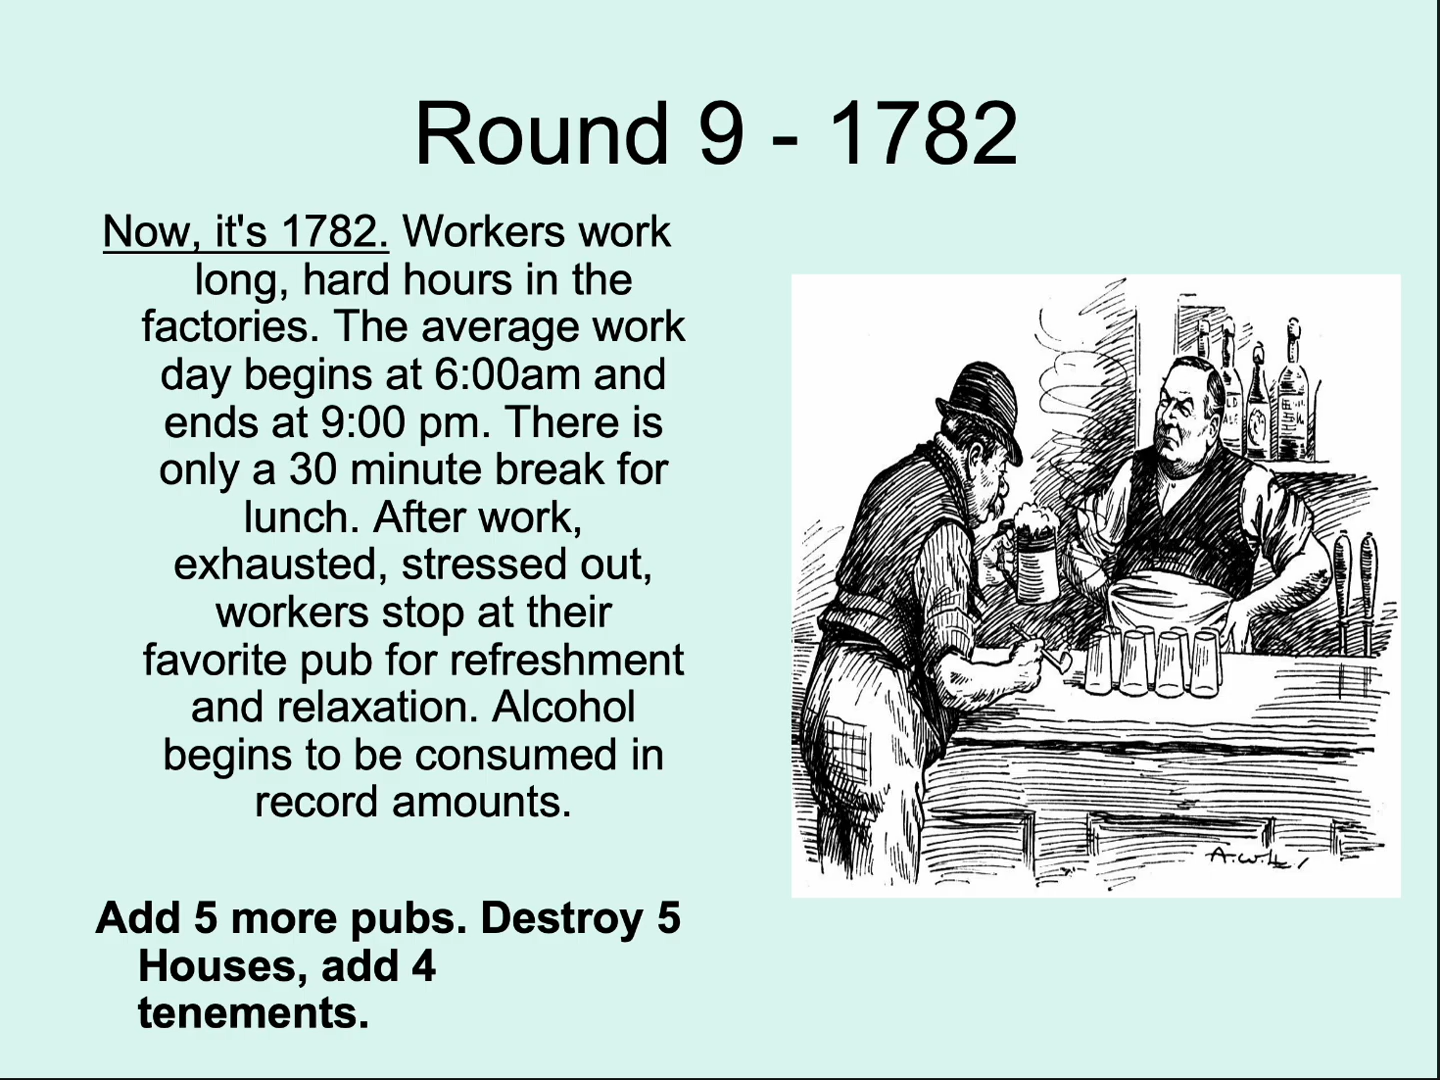 Round 9 - 1782
Now, it's 1782. Workers work
long, hard hours in the
factories. The average work
day begins at 6:00am and
ends at 9:00 pm. There is
only a 30 minute break for
lunch. After work,
exhausted, stressed out,
workers stop at their
favorite pub for refreshment
and relaxation. Alcohol
begins to be consumed in
record amounts.
Add 5 more pubs. Destroy 5
Houses, add 4
tenements.